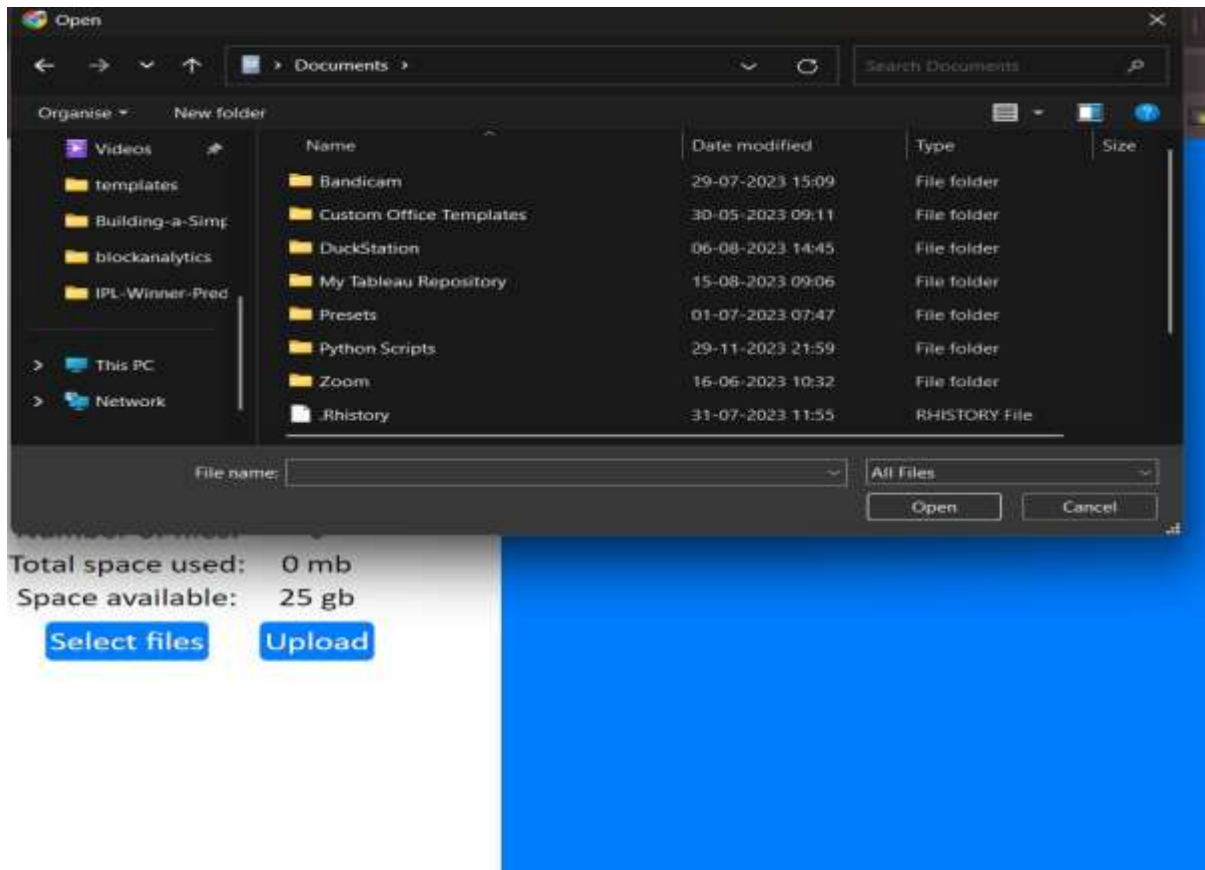 Open
Documents
Search Documents
Organise New folder
Name Date modified Type Size
Videos
templates
Building-a-Simp
blockanalytics
IPL-Winner-Pred
This PC
Network
Bandicam 29-07-2023 15:09 File folder
Custom Office Templates 30-05-2023 09:11 File folder
DuckStation 06-08-2023 14:45 File folder
My Tableau Repository 15-08-2023 09:06 File folder
Presets 01-07-2023 07:47 File folder
Python Scripts 29-11-2023 21:59 File folder
Zoom 16-06-2023 10:32 File folder
.Rhistory 31-07-2023 11:55 RHISTORY File
File name: All Files
Open Cancel
Total space used: 0 mb
Space available: 25 gb
Select files Upload